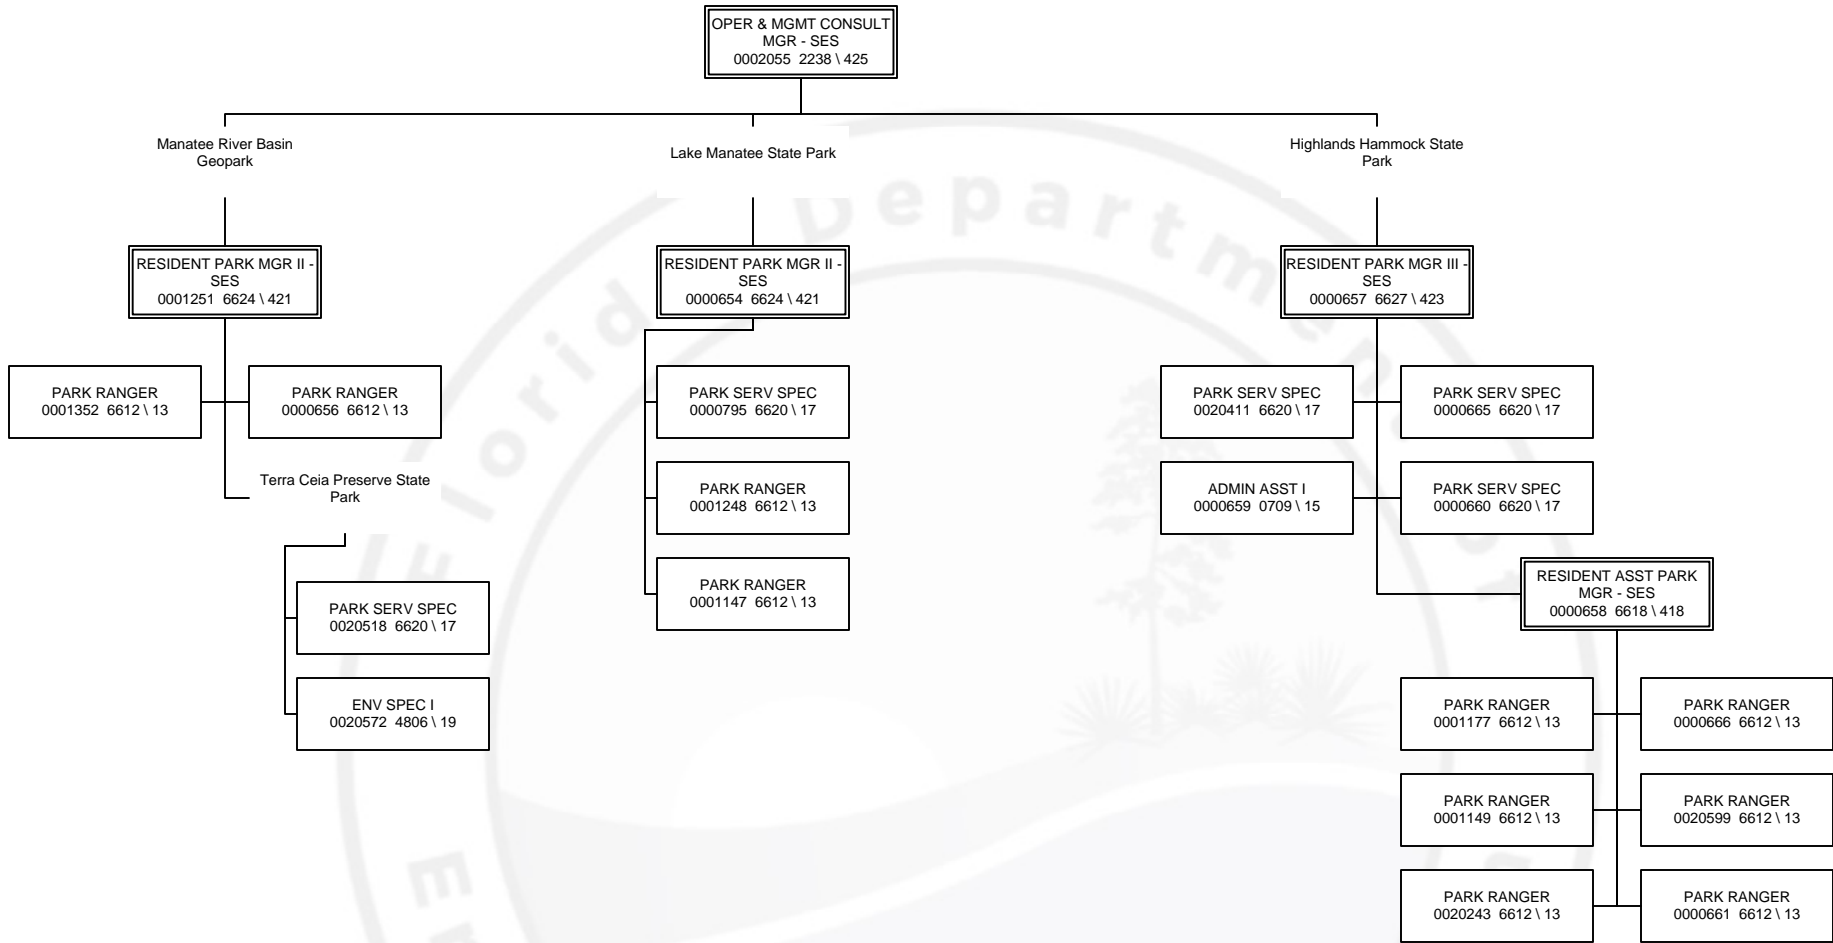 OPER & MGMT CONSULT
MGR - SES
0002055 2238 \ 425
Manatee River Basin
Geopark
Lake Manatee State Park
Highlands Hammock State
Park
RESIDENT PARK MGR II -
SES
0001251 6624 \ 421
RESIDENT PARK MGR II -
SES
0000654 6624 \ 421
RESIDENT PARK MGR III -
SES
0000657 6627 \ 423
PARK RANGER
0001352 6612 \ 13
PARK RANGER
0000656 6612 \ 13
PARK SERV SPEC
0000795 6620 \ 17
PARK SERV SPEC
0020411 6620 \ 17
PARK SERV SPEC
0000665 6620 \ 17
Terra Ceia Preserve State
Park
PARK RANGER
0001248 6612 \ 13
ADMIN ASST I
0000659 0709 \ 15
PARK SERV SPEC
0000660 6620 \ 17
PARK RANGER
0001147 6612 \ 13
RESIDENT ASST PARK
MGR - SES
0000658 6618 \ 418
PARK SERV SPEC
0020518 6620 \ 17
ENV SPEC I
0020572 4806 \ 19
PARK RANGER
0001177 6612 \ 13
PARK RANGER
0000666 6612 \ 13
PARK RANGER
0001149 6612 \ 13
PARK RANGER
0020599 6612 \ 13
PARK RANGER
0020243 6612 \ 13
PARK RANGER
0000661 6612 \ 13
Florid Department of